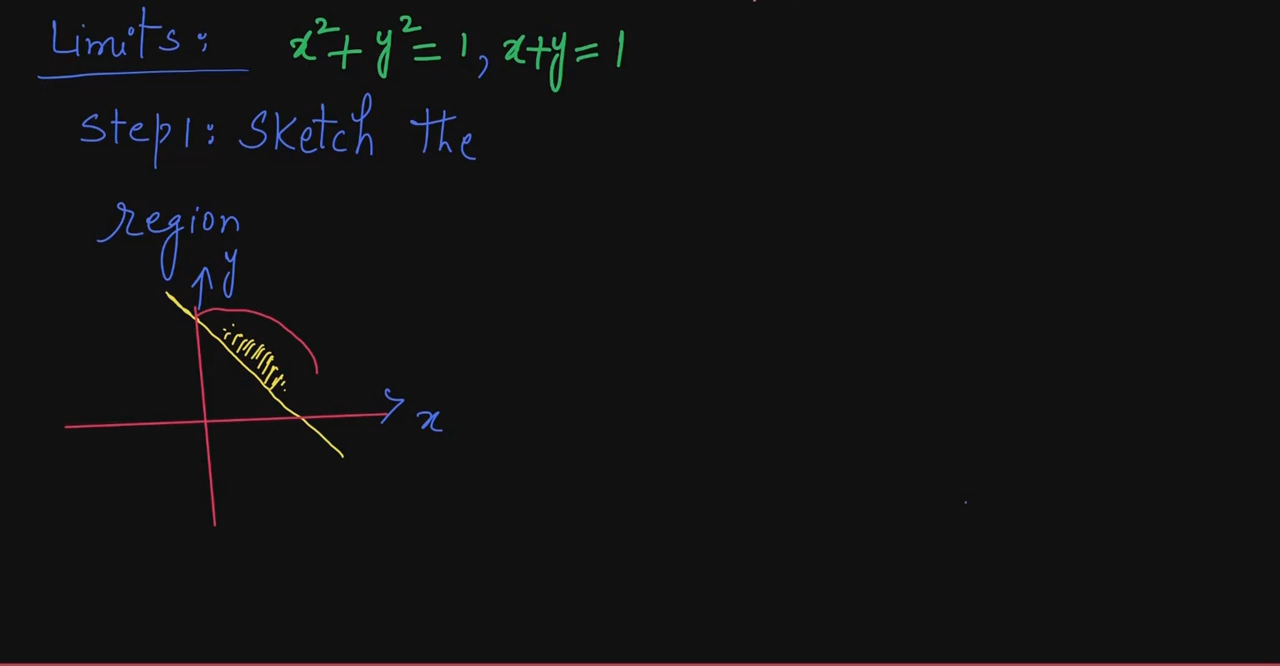 Limits: x² + y² = 1, x+y = 1
Step1: Sketch the
region
y
x